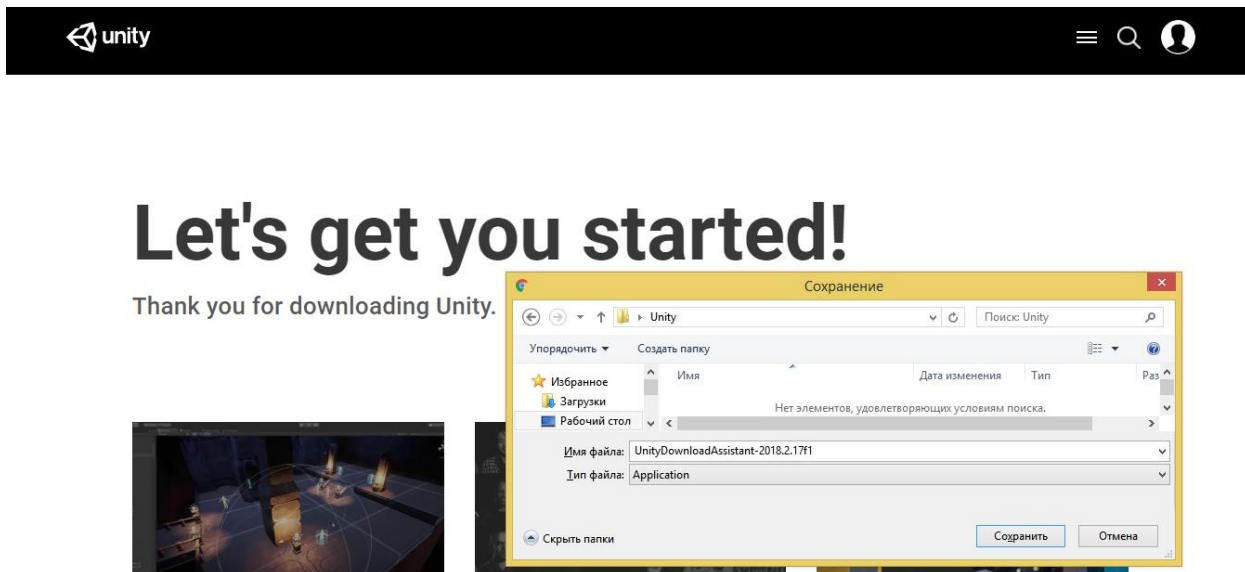 unity
Let's get you started!
Thank you for downloading Unity.
Сохранение
Unity
Поиск: Unity
Упорядочить
Создать папку
Избранное
Загрузки
Рабочий стол
Имя
Дата изменения
Тип
Раз
Нет элементов, удовлетворяющих условиям поиска.
Имя файла: UnityDownloadAssistant-2018.2.17f1
Тип файла: Application
Скрыть папки
Сохранить
Отмена